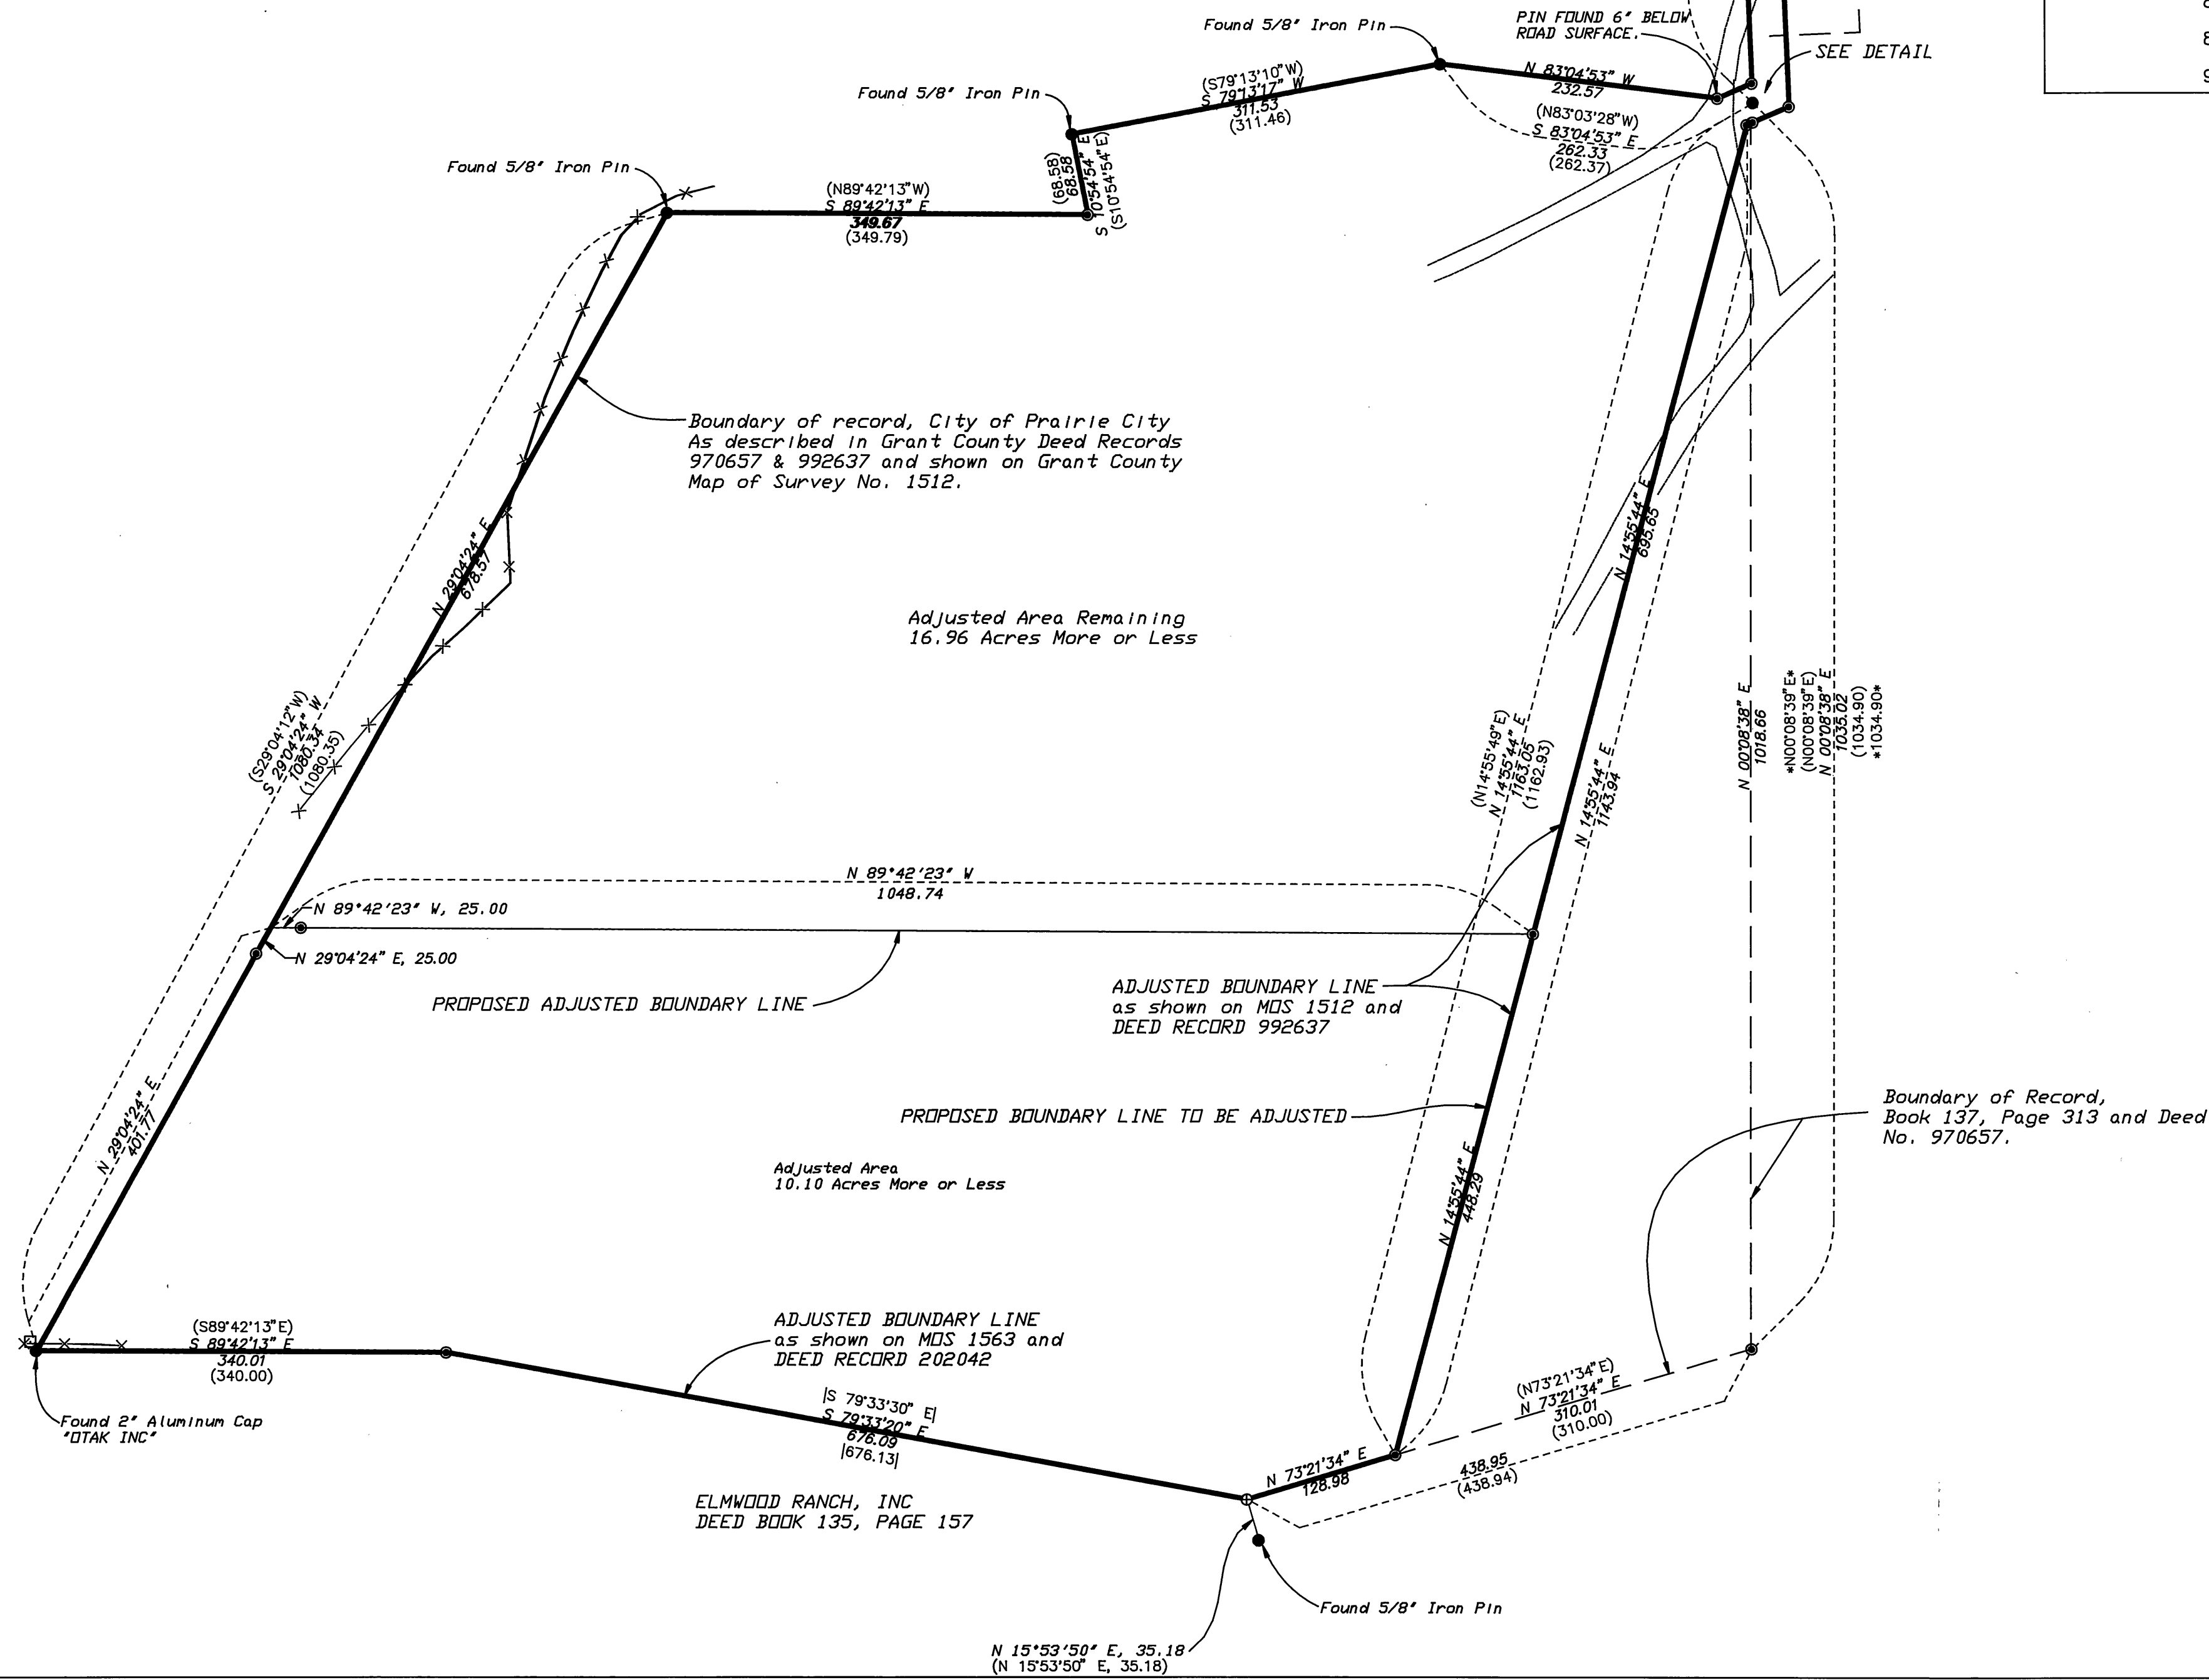 Found 5/8" Iron Pin
PIN FOUND 6" BELOW
ROAD SURFACE.
SEE DETAIL
Found 5/8" Iron Pin
(S79°13'10"W)
S 79°13'17" W
311.53
(311.46)
N 83°04'53" W
232.57
(N83°03'28"W)
S 83°04'53" E
262.33
(262.37)
Found 5/8" Iron Pin
(N89°42'13"W)
S 89°42'13" E
349.67
(349.79)
(68.58)
68.58
S 10°54'54" E
(S10°54'54"E)
Boundary of record, City of Prairie City
As described in Grant County Deed Records
970657 & 992637 and shown on Grant County
Map of Survey No. 1512.
N 29°04'24" E
678.57
N 14°55'44" E
695.65
Adjusted Area Remaining
16.96 Acres More or Less
(S29°04'12"W)
S 29°04'24" W
1080.34
(1080.35)
(N14°55'49"E)
N 14°55'44" E
1163.05
(1162.93)
N 14°55'44" E
1143.94
N 00°08'38" E
1018.66
*N00°08'39"E*
(N00°08'39"E)
N 00°08'38" E
1035.02
(1034.90)
*1034.90*
N 89°42'23" W
1048.74
N 89°42'23" W, 25.00
N 29°04'24" E, 25.00
PROPOSED ADJUSTED BOUNDARY LINE
ADJUSTED BOUNDARY LINE
as shown on MOS 1512 and
DEED RECORD 992637
N 29°04'24" E
401.77
PROPOSED BOUNDARY LINE TO BE ADJUSTED
Boundary of Record,
Book 137, Page 313 and Deed
No. 970657.
Adjusted Area
10.10 Acres More or Less
N 14°55'44" E
448.29
(S89°42'13"E)
S 89°42'13" E
340.01
(340.00)
ADJUSTED BOUNDARY LINE
as shown on MOS 1563 and
DEED RECORD 202042
Found 2" Aluminum Cap
"OTAK INC"
|S 79°33'30" E|
S 79°33'20" E
676.09
|676.13|
(N73°21'34"E)
N 73°21'34" E
310.01
(310.00)
N 73°21'34" E
128.98
438.95
(438.94)
ELMWOOD RANCH, INC
DEED BOOK 135, PAGE 157
Found 5/8" Iron Pin
N 15°53'50" E, 35.18
(N 15°53'50" E, 35.18)